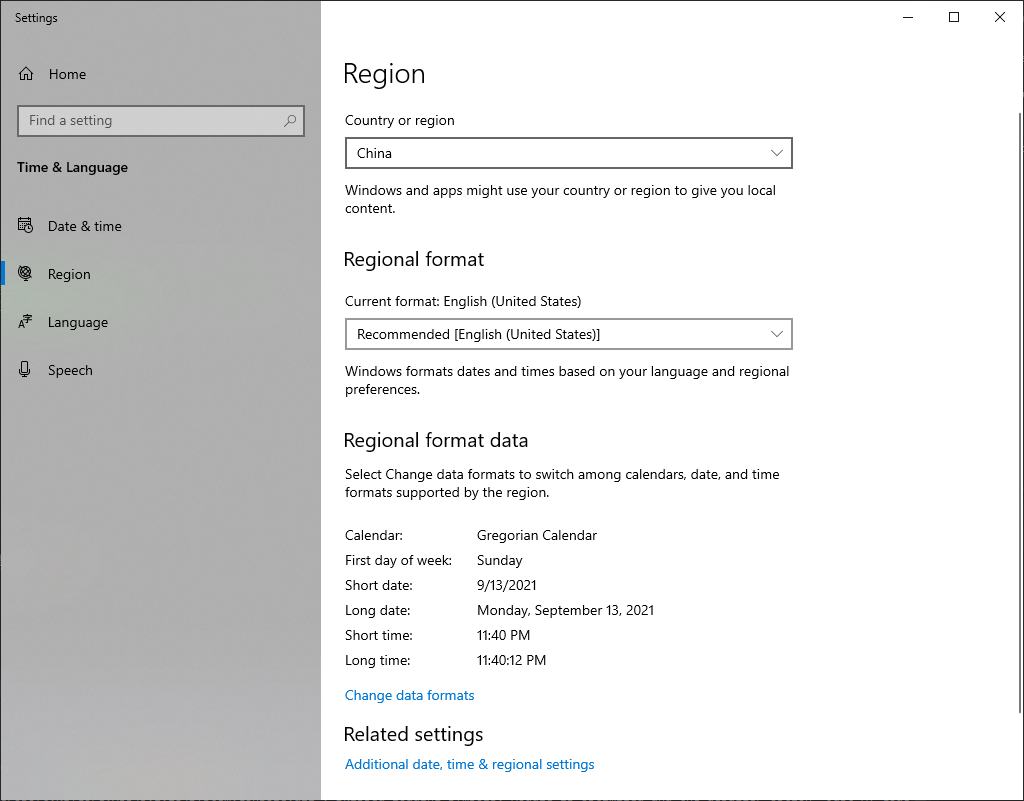 Settings
Home
Find a setting
Time & Language
Date & time
Region
Language
Speech
Region
Country or region
China
Windows and apps might use your country or region to give you local
content.
Regional format
Current format: English (United States)
Recommended [English (United States)]
Windows formats dates and times based on your language and regional
preferences.
Regional format data
Select Change data formats to switch among calendars, date, and time
formats supported by the region.
Calendar: Gregorian Calendar
First day of week: Sunday
Short date: 9/13/2021
Long date: Monday, September 13, 2021
Short time: 11:40 PM
Long time: 11:40:12 PM
Change data formats
Related settings
Additional date, time & regional settings